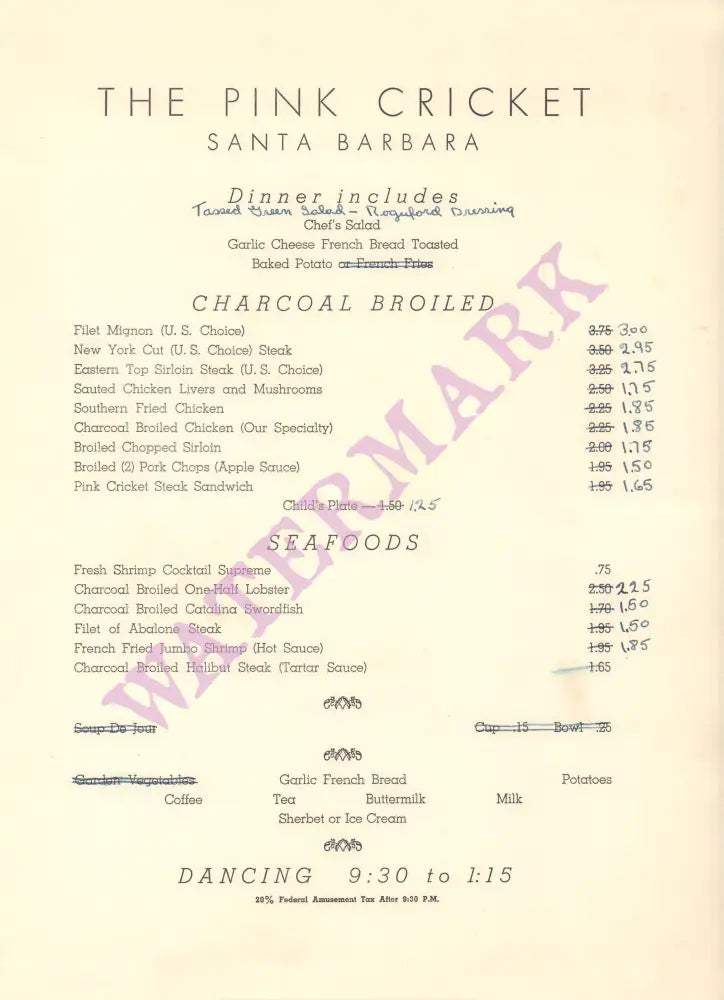 THE PINK CRICKET
SANTA BARBARA
Dinner includes
Tassed Green Salad - Roguford Dressing
Chef's Salad
Garlic Cheese French Bread Toasted
Baked Potato or French Fries
CHARCOAL BROILED
Filet Mignon (U. S. Choice) 3.75 3.00
New York Cut (U. S. Choice) Steak 3.50 2.95
Eastern Top Sirloin Steak (U. S. Choice) 3.25 2.75
Sauted Chicken Livers and Mushrooms 2.50 1.75
Southern Fried Chicken 2.25 1.85
Charcoal Broiled Chicken (Our Specialty) 2.25 1.85
Broiled Chopped Sirloin 2.00 1.75
Broiled (2) Pork Chops (Apple Sauce) 1.95 1.50
Pink Cricket Steak Sandwich 1.95 1.65
Child's Plate — 1.50 1.25
SEAFOODS
Fresh Shrimp Cocktail Supreme .75
Charcoal Broiled One-Half Lobster 2.50 2.25
Charcoal Broiled Catalina Swordfish 1.70 1.50
Filet of Abalone Steak 1.95 1.50
French Fried Jumbo Shrimp (Hot Sauce) 1.95 1.85
Charcoal Broiled Halibut Steak (Tartar Sauce) 1.65
Soup De Jour Cup .15 Bowl .25
Garden Vegetables Garlic French Bread Potatoes
Coffee Tea Buttermilk Milk
Sherbet or Ice Cream
DANCING 9:30 to 1:15
20% Federal Amusement Tax After 9:30 P.M.
WATERMARK